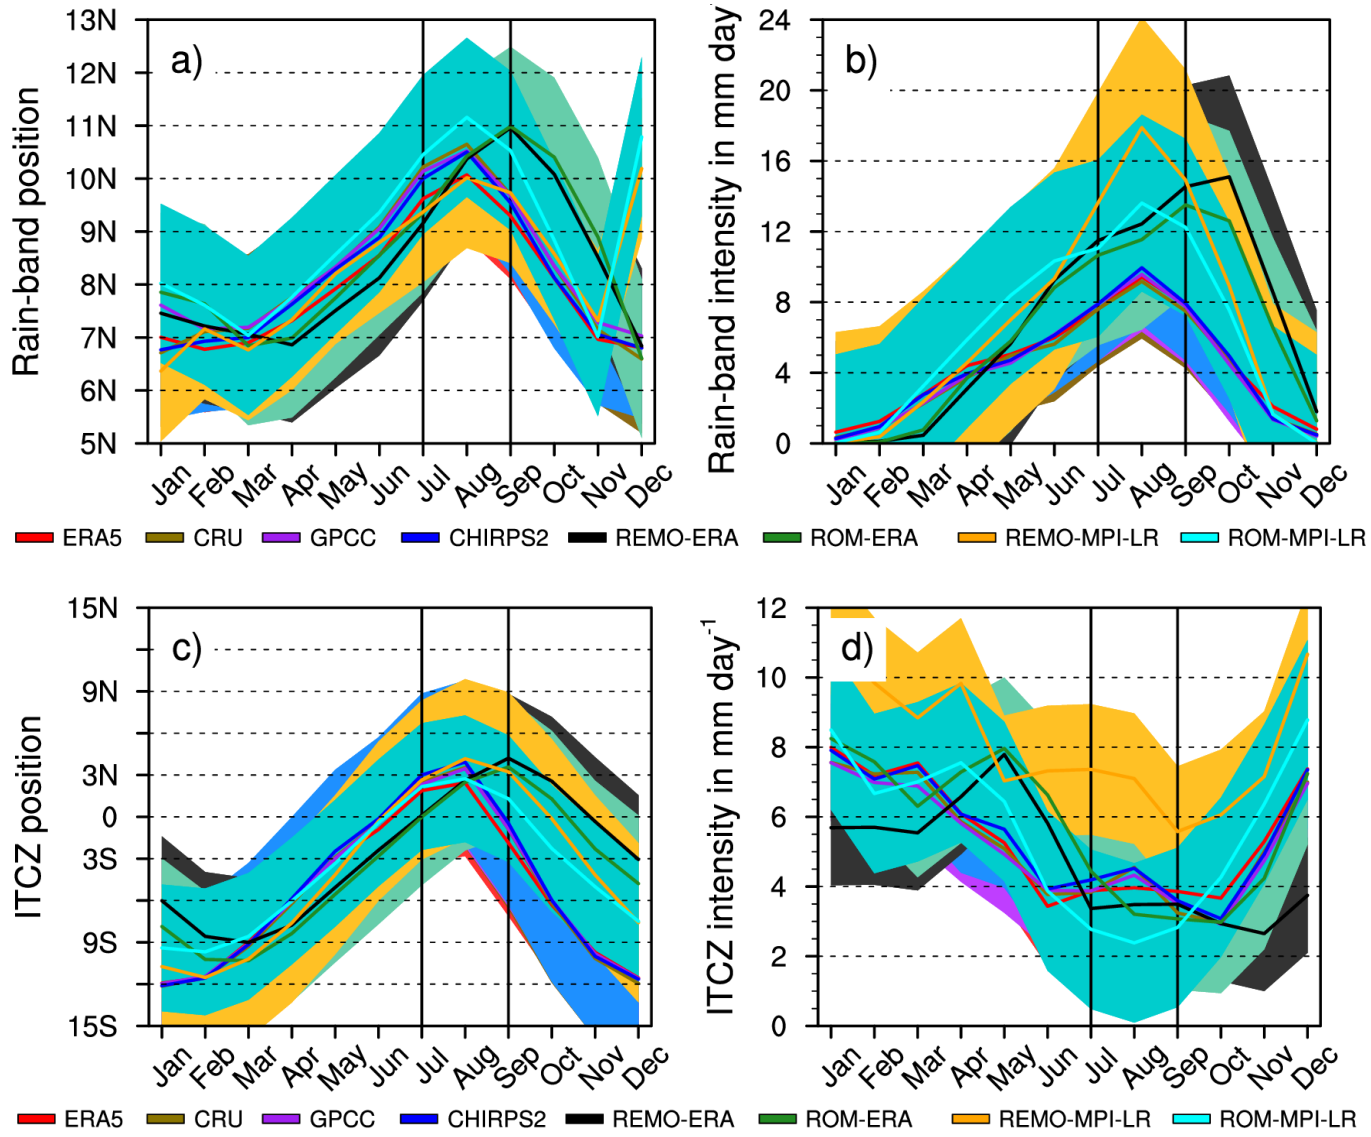 Rain-band position
13N
12N
11N
10N
9N
8N
7N
6N
5N
a)
Jan Feb Mar Apr May Jun Jul Aug Sep Oct Nov Dec
Rain-band intensity in mm day
24
20
16
12
8
4
0
b)
Jan Feb Mar Apr May Jun Jul Aug Sep Oct Nov Dec
ERA5 CRU GPCC CHIRPS2 REMO-ERA ROM-ERA REMO-MPI-LR ROM-MPI-LR
ITCZ position
15N
9N
3N
0
3S
9S
15S
c)
Jan Feb Mar Apr May Jun Jul Aug Sep Oct Nov Dec
ITCZ intensity in mm day⁻¹
12
10
8
6
4
2
0
d)
Jan Feb Mar Apr May Jun Jul Aug Sep Oct Nov Dec
ERA5 CRU GPCC CHIRPS2 REMO-ERA ROM-ERA REMO-MPI-LR ROM-MPI-LR